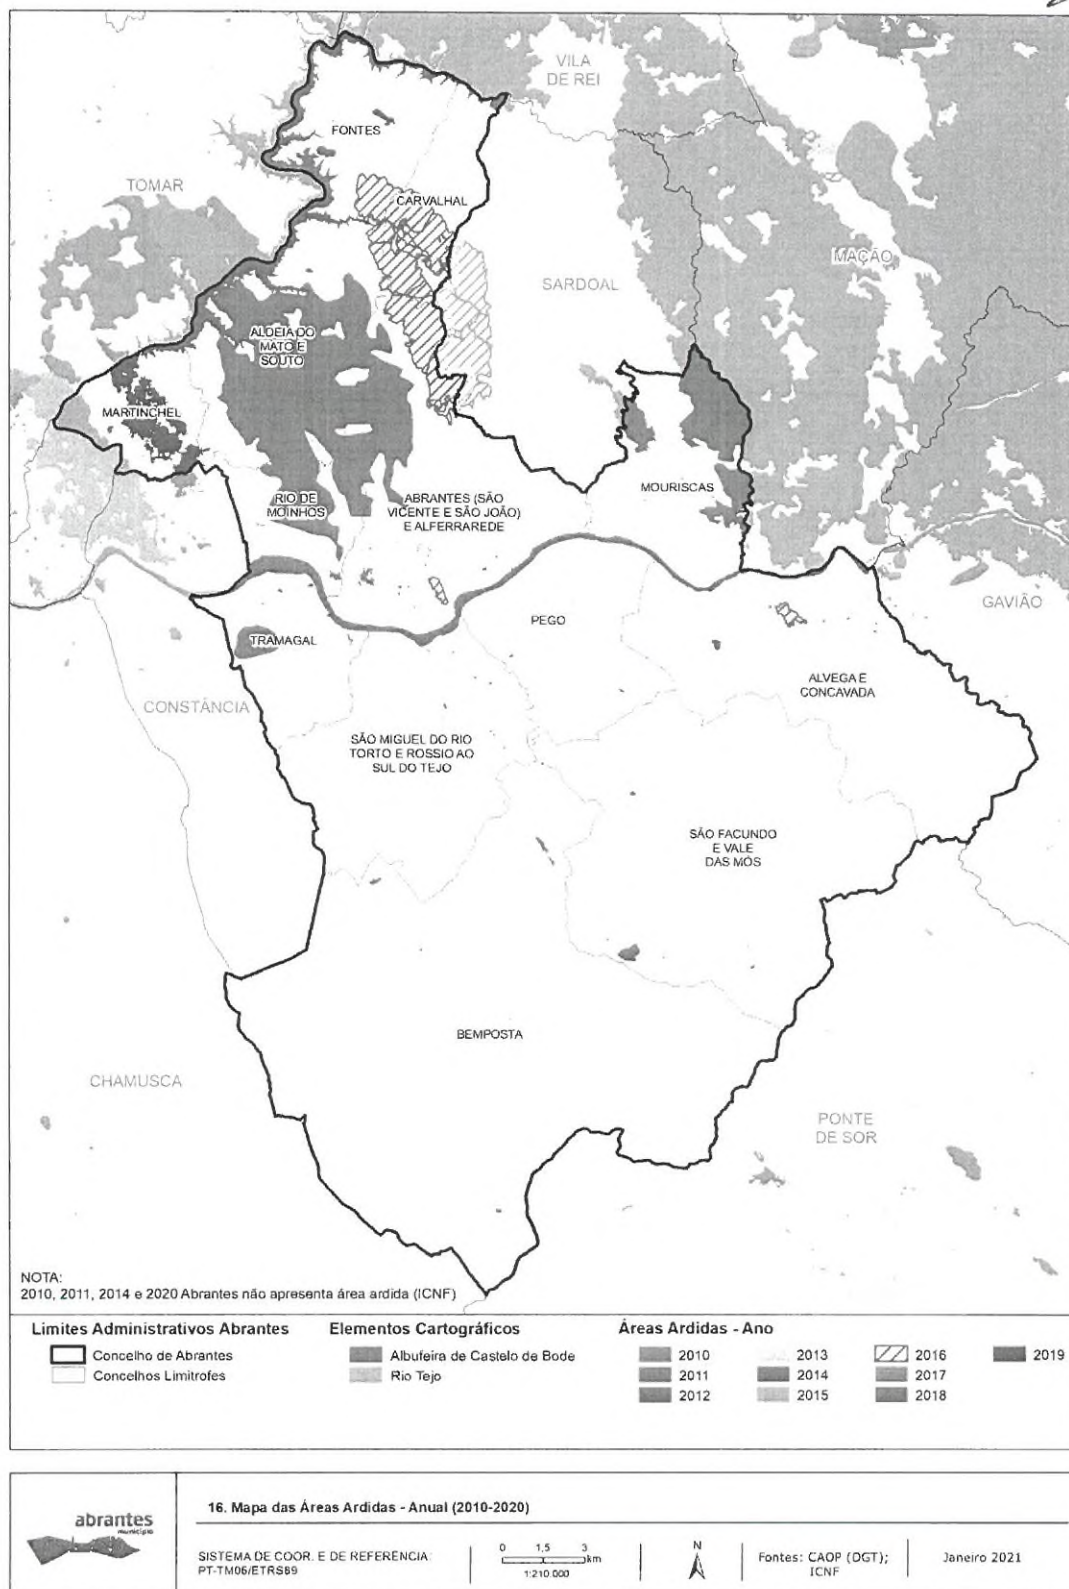 VILA
DE REI
FONTES
TOMAR
CARVALHAL
MAÇÃO
SARDOAL
ALDEIA DO
MATO E
SOUTO
MARTINCHEL
MOURISCAS
RIO DE
MOINHOS
ABRANTES (SÃO
VICENTE E SÃO JOÃO)
E ALFERRAREDE
GAVIÃO
PEGO
TRAMAGAL
ALVEGA E
CONCAVADA
CONSTÂNCIA
SÃO MIGUEL DO RIO
TORTO E ROSSIO AO
SUL DO TEJO
SÃO FACUNDO
E VALE
DAS MÓS
BEMPOSTA
CHAMUSCA
PONTE
DE SOR
NOTA:
2010, 2011, 2014 e 2020 Abrantes não apresenta área ardida (ICNF)
Limites Administrativos Abrantes
Concelho de Abrantes
Concelhos Limitrofes
Elementos Cartográficos
Albufeira de Castelo de Bode
Rio Tejo
Áreas Ardidas - Ano
2010
2011
2012
2013
2014
2015
2016
2017
2018
2019
abrantes
município
16. Mapa das Áreas Ardidas - Anual (2010-2020)
SISTEMA DE COOR. E DE REFERÊNCIA
PT-TM06/ETRS89
0 1,5 3
km
1:210.000
N
Fontes: CAOP (DGT);
ICNF
Janeiro 2021